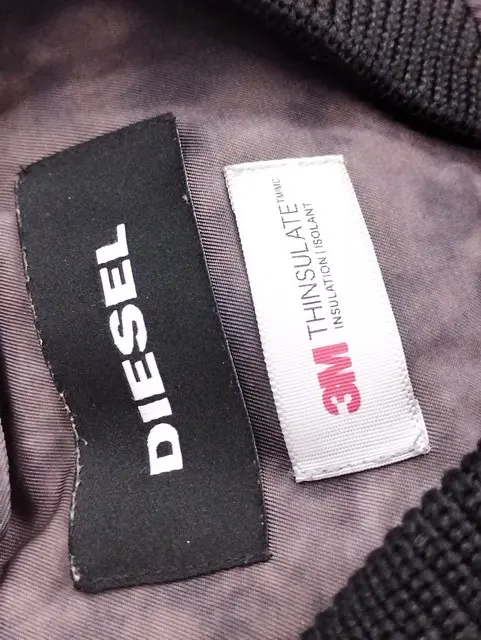 DIESEL
3M THINSULATE™/MC
INSULATION | ISOLANT